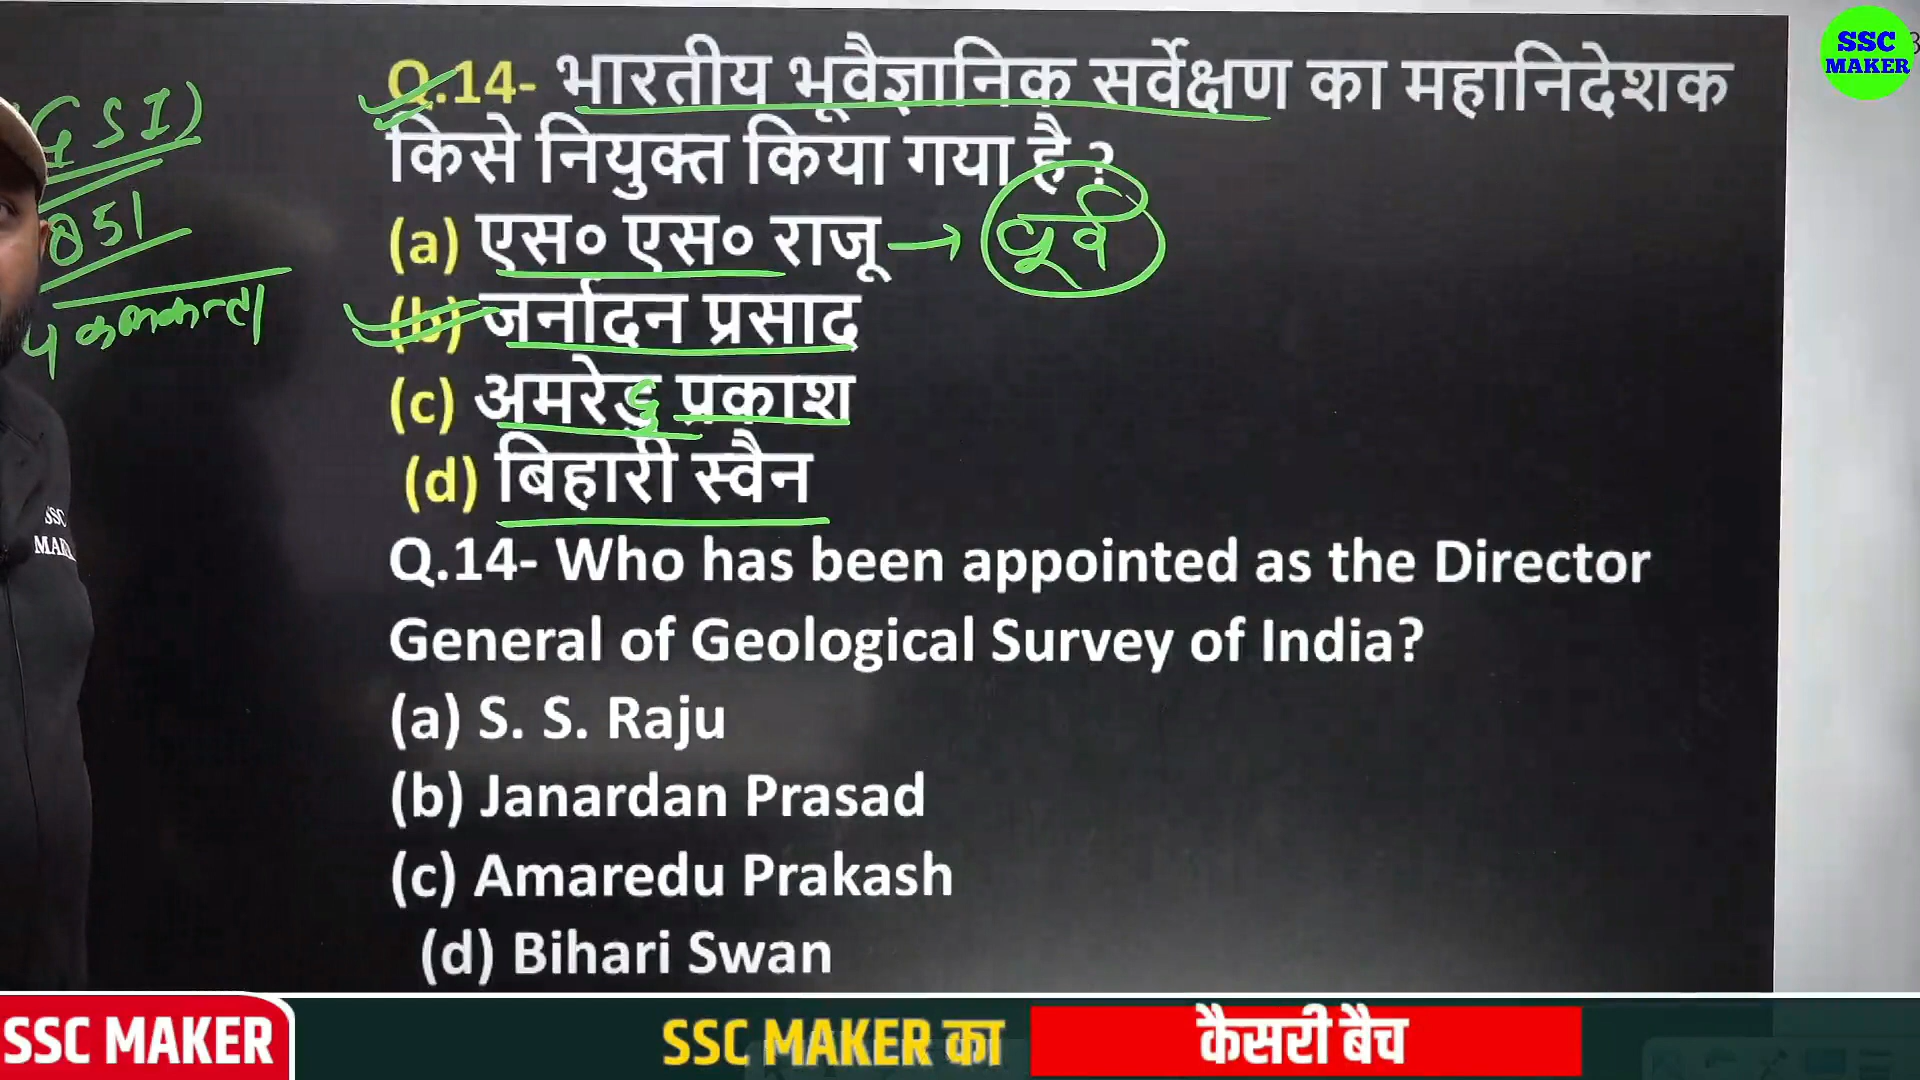 SSC
MAKER
Q.14- भारतीय भूवैज्ञानिक सर्वेक्षण का महानिदेशक
किसे नियुक्त किया गया है ?
(a) एस० एस० राजू → पूर्व
(b) जर्नादन प्रसाद
(c) अमरेडु प्रकाश
(d) बिहारी स्वैन
GSI)
851
कलकत्ता
SSC
Q.14- Who has been appointed as the Director
General of Geological Survey of India?
(a) S. S. Raju
(b) Janardan Prasad
(c) Amaredu Prakash
(d) Bihari Swan
SSC MAKER
SSC MAKER का
कैसरी बैच